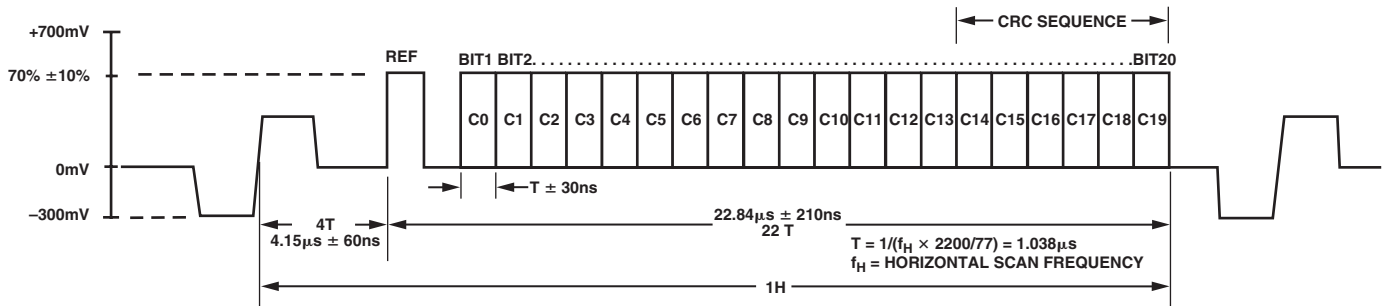 CRC SEQUENCE
+700mV
REF
BIT1 BIT2. . . . . . . . . . . . . . . . . . . . . . . . . . . . . . . . . . . . . . . . . . . . . . . . . . . . . . . . . . . . . . . . . . . . . . .BIT20
70% ±10%
C0 C1 C2 C3 C4 C5 C6 C7 C8 C9 C10 C11 C12 C13 C14 C15 C16 C17 C18 C19
0mV
T ± 30ns
–300mV
4T
4.15µs ± 60ns
22.84µs ± 210ns
22 T
T = 1/(fH × 2200/77) = 1.038µs
fH = HORIZONTAL SCAN FREQUENCY
1H